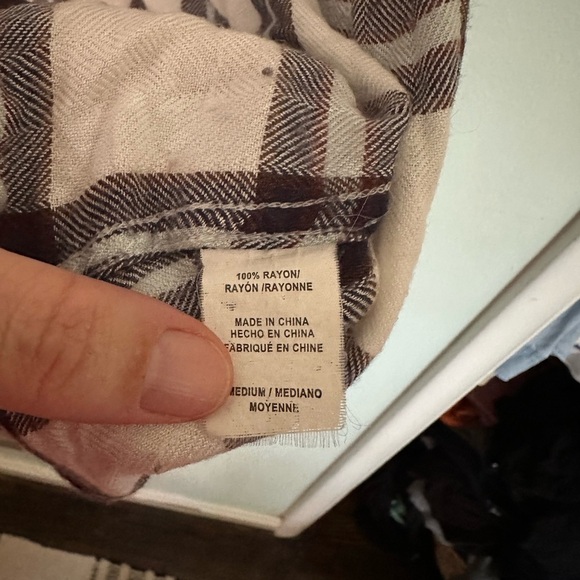 100% RAYON/
RAYÓN /RAYONNE
MADE IN CHINA
HECHO EN CHINA
FABRIQUÉ EN CHINE
MEDIUM / MEDIANO
MOYENNE